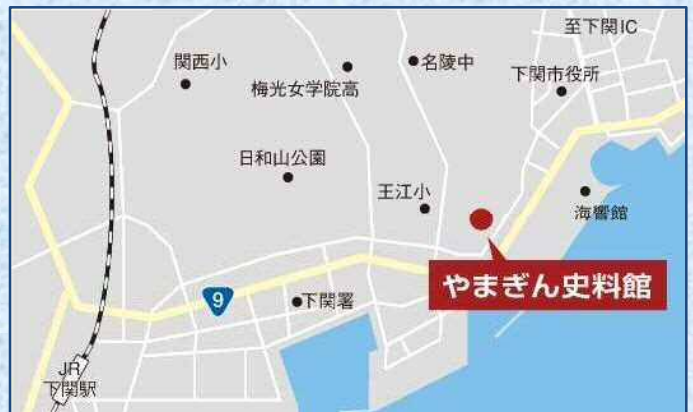 至下関IC
関西小
名陵中
梅光女学院高
下関市役所
日和山公園
王江小
海響館
やまぎん史料館
9
下関署
JR
下関駅